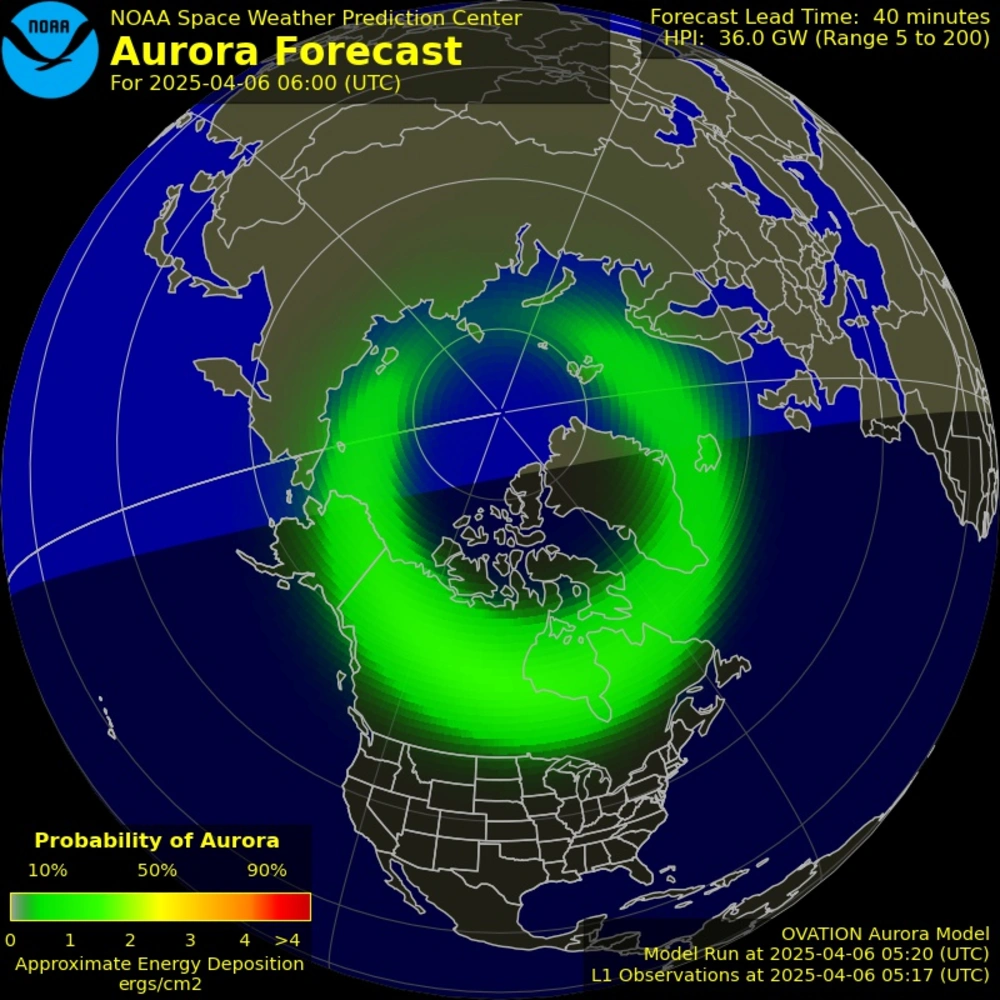 NOAA
NOAA Space Weather Prediction Center
Aurora Forecast
For 2025-04-06 06:00 (UTC)
Forecast Lead Time: 40 minutes
HPI: 36.0 GW (Range 5 to 200)
Probability of Aurora
10% 50% 90%
0 1 2 3 4 >4
Approximate Energy Deposition
ergs/cm2
OVATION Aurora Model
Model Run at 2025-04-06 05:20 (UTC)
L1 Observations at 2025-04-06 05:17 (UTC)